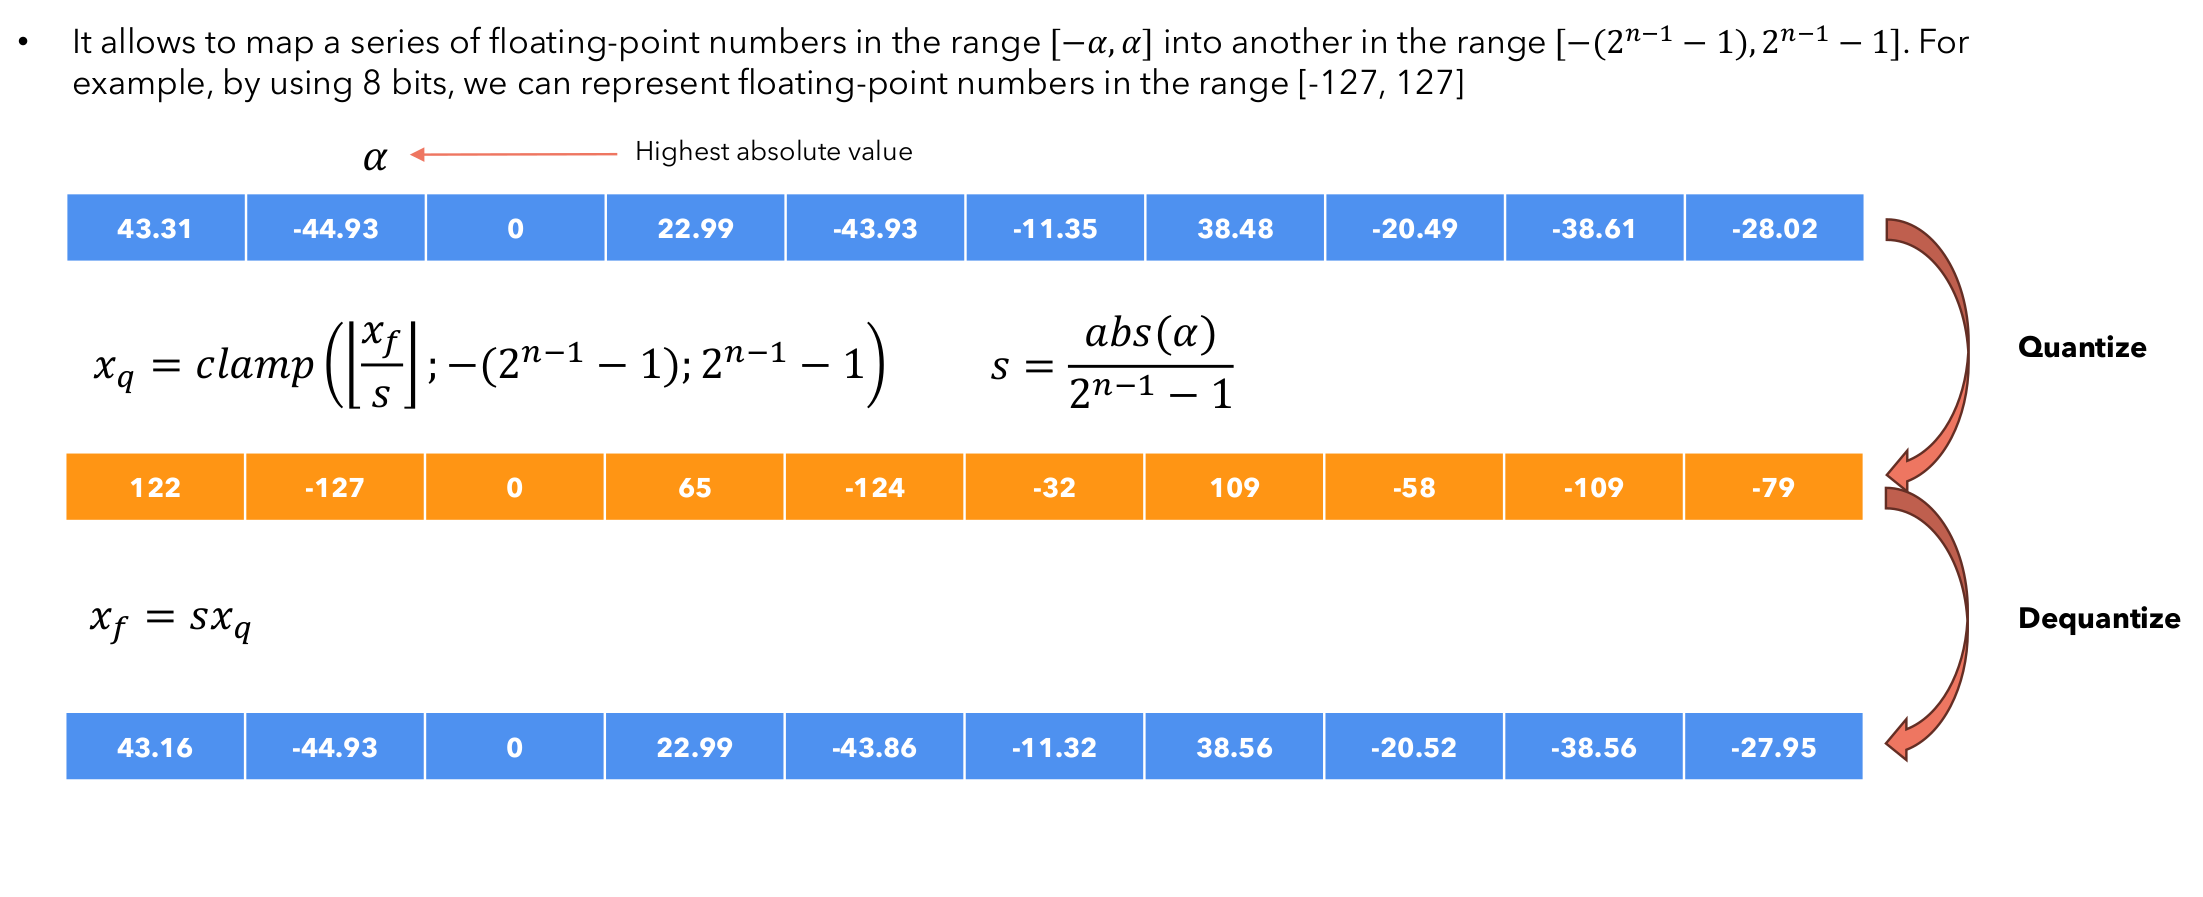 • It allows to map a series of floating-point numbers in the range [−α, α] into another in the range [−(2ⁿ⁻¹ − 1), 2ⁿ⁻¹ − 1]. For
example, by using 8 bits, we can represent floating-point numbers in the range [-127, 127]
α Highest absolute value
43.31 -44.93 0 22.99 -43.93 -11.35 38.48 -20.49 -38.61 -28.02
x_q = clamp(⌊x_f / s⌋; −(2ⁿ⁻¹ − 1); 2ⁿ⁻¹ − 1) s = abs(α) / (2ⁿ⁻¹ − 1)
Quantize
122 -127 0 65 -124 -32 109 -58 -109 -79
x_f = sx_q
Dequantize
43.16 -44.93 0 22.99 -43.86 -11.32 38.56 -20.52 -38.56 -27.95